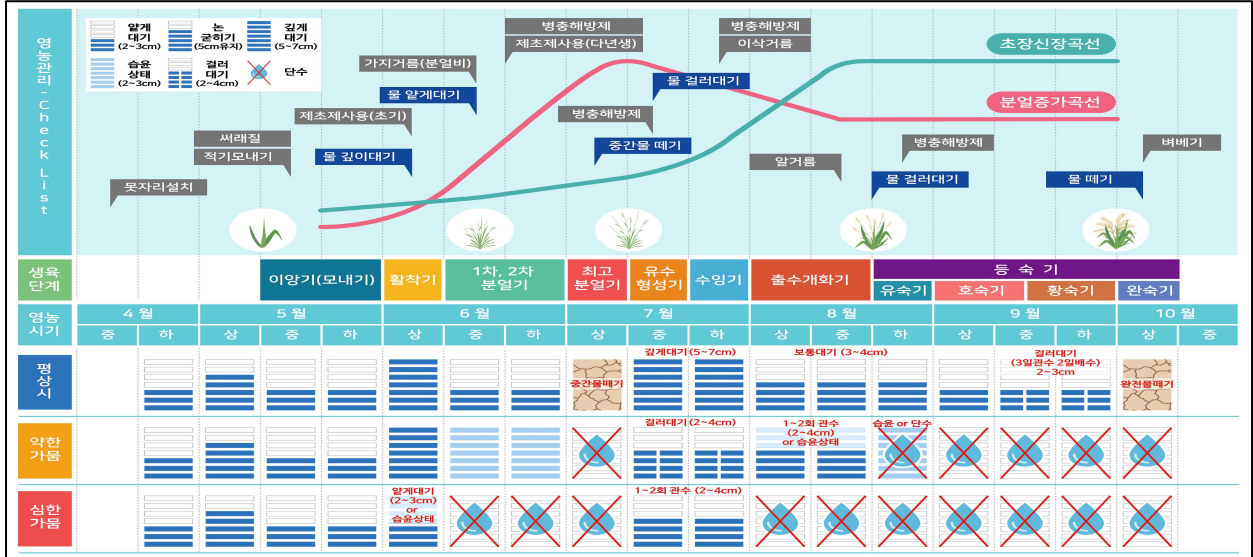 영농관리 - Check List
얕게
대기
(2~3cm)
논
굳히기
(5cm유지)
깊게
대기
(5~7cm)
습윤
상태
(2~3cm)
걸러
대기
(2~4cm)
단수
못자리설치
써래질
적기모내기
제초제사용(초기)
물 깊이대기
가지거름(분얼비)
물 얕게대기
병충해방제
제초제사용(다년생)
병충해방제
중간물 떼기
물 걸러대기
병충해방제
이삭거름
알거름
초장신장곡선
분얼증가곡선
병충해방제
물 걸러대기
물 떼기
벼베기
생육
단계
이앙기(모내기)
활착기
1차, 2차
분얼기
최고
분얼기
유수
형성기
수잉기
출수개화기
등 숙 기
유숙기
호숙기
황숙기
완숙기
영농
시기
4 월
5 월
6 월
7 월
8 월
9 월
10 월
중 하 상 중 하 상 중 하 상 중 하 상 중 하 상 중 하 상 중
평상시
중간물떼기
깊게대기(5~7cm)
보통대기 (3~4cm)
걸러대기
(3일관수 2일배수)
2~3cm
완전물떼기
약한
가뭄
걸러대기(2~4cm)
1~2회 관수
(2~4cm)
or 습윤상태
습윤 or 단수
심한
가뭄
얕게대기
(2~3cm)
or
습윤상태
1~2회 관수 (2~4cm)